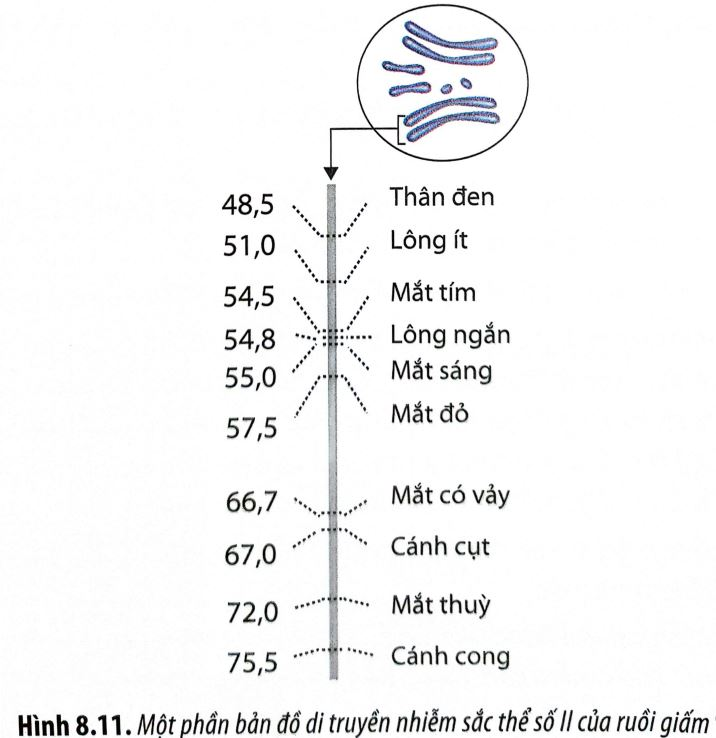 48,5 Thân đen
51,0 Lông ít
54,5 Mắt tím
54,8 Lông ngắn
55,0 Mắt sáng
57,5 Mắt đỏ
66,7 Mắt có vảy
67,0 Cánh cụt
72,0 Mắt thuỳ
75,5 Cánh cong
Hình 8.11. Một phần bản đồ di truyền nhiễm sắc thể số II của ruồi giấm